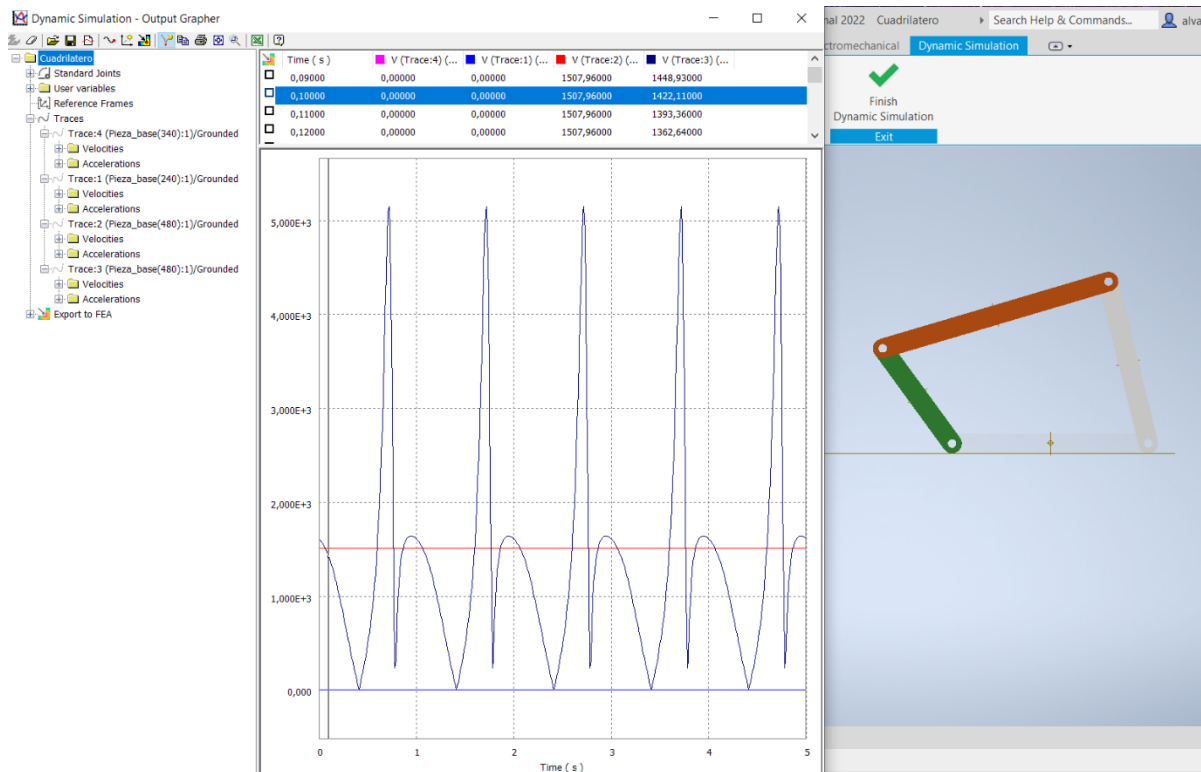 Dynamic Simulation - Output Grapher
Cuadrilatero
Standard Joints
User variables
Reference Frames
Traces
Trace:4 (Pieza_base(340):1)/Grounded
Velocities
Accelerations
Trace:1 (Pieza_base(240):1)/Grounded
Velocities
Accelerations
Trace:2 (Pieza_base(480):1)/Grounded
Velocities
Accelerations
Trace:3 (Pieza_base(480):1)/Grounded
Velocities
Accelerations
Export to FEA
Time ( s ) V (Trace:4) (... V (Trace:1) (... V (Trace:2) (... V (Trace:3) (...
0,09000 0,00000 0,00000 1507,96000 1448,93000
0,10000 0,00000 0,00000 1507,96000 1422,11000
0,11000 0,00000 0,00000 1507,96000 1393,36000
0,12000 0,00000 0,00000 1507,96000 1362,64000
5,000E+3
4,000E+3
3,000E+3
2,000E+3
1,000E+3
0,000
0 1 2 3 4 5
Time ( s )
nal 2022 Cuadrilatero Search Help & Commands... alva
ctromechanical Dynamic Simulation
Finish
Dynamic Simulation
Exit